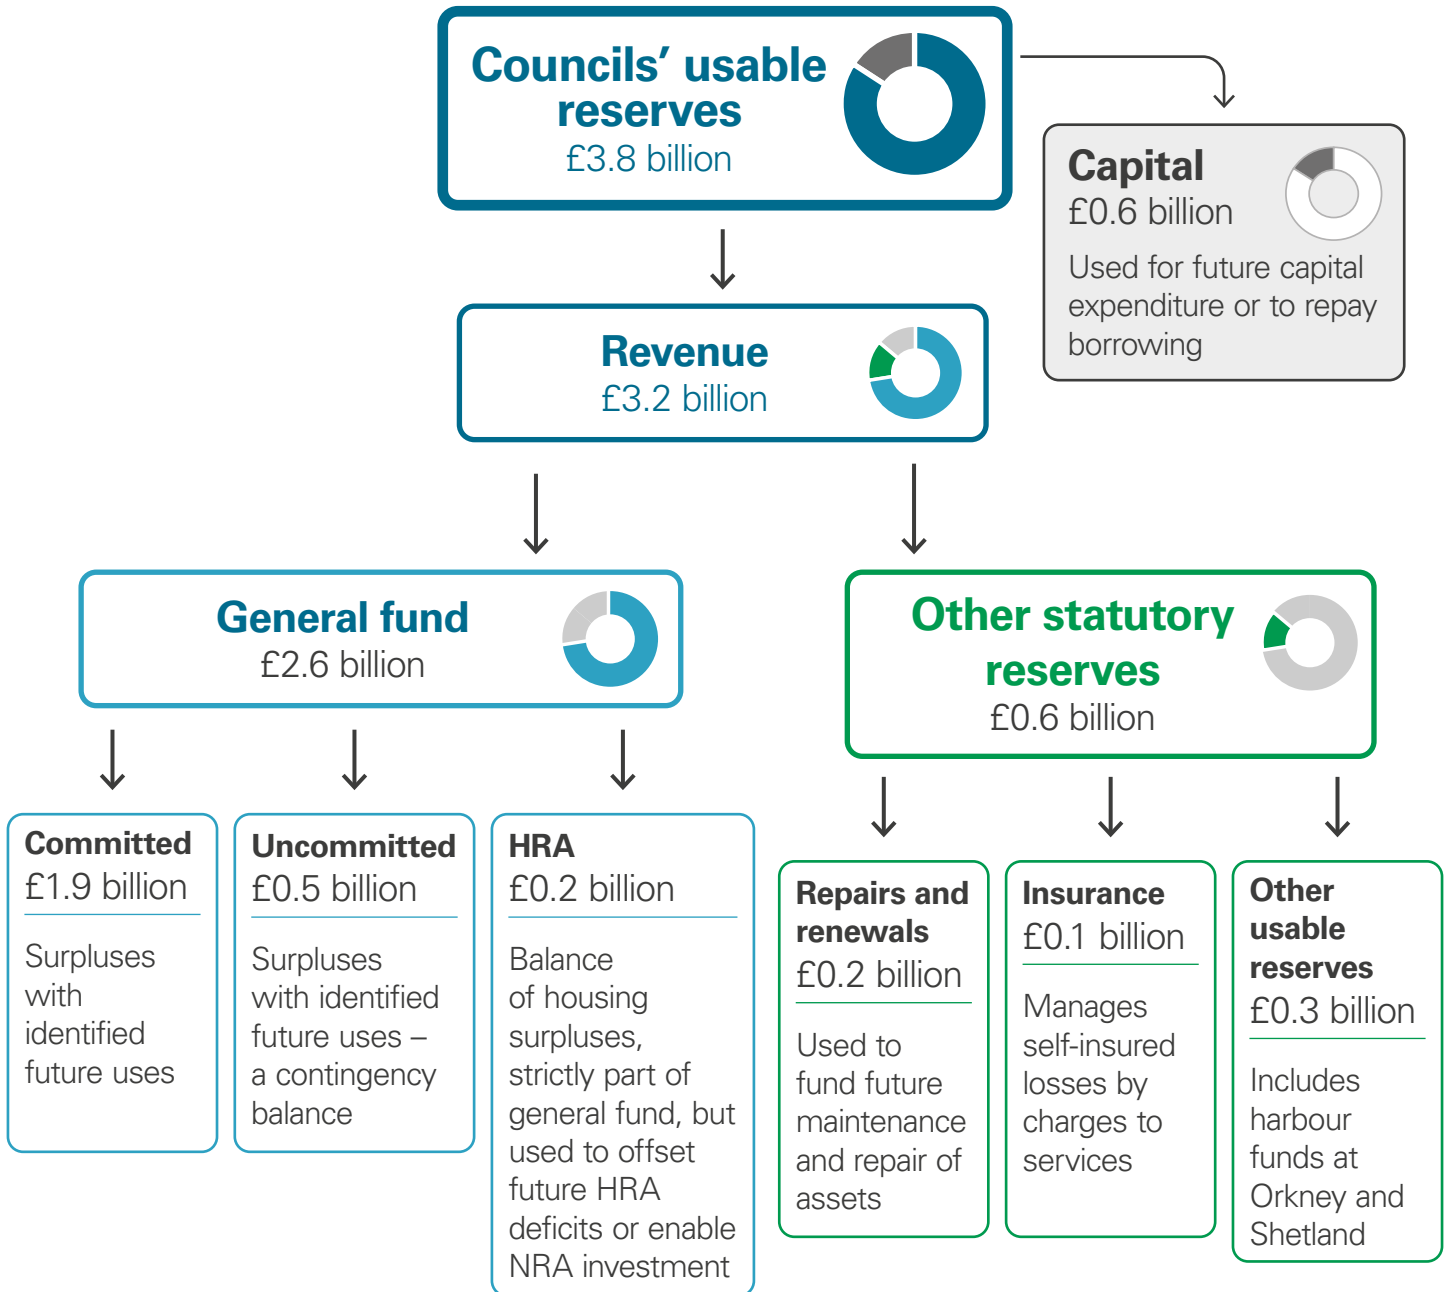 Councils’ usable
reserves
£3.8 billion
Capital
£0.6 billion
Used for future capital
expenditure or to repay
borrowing
Revenue
£3.2 billion
General fund
£2.6 billion
Other statutory
reserves
£0.6 billion
Committed
£1.9 billion
Surpluses
with
identified
future uses
Uncommitted
£0.5 billion
Surpluses
with identified
future uses –
a contingency
balance
HRA
£0.2 billion
Balance
of housing
surpluses,
strictly part of
general fund, but
used to offset
future HRA
deficits or enable
NRA investment
Repairs and
renewals
£0.2 billion
Used to
fund future
maintenance
and repair of
assets
Insurance
£0.1 billion
Manages
self-insured
losses by
charges to
services
Other
usable
reserves
£0.3 billion
Includes
harbour
funds at
Orkney and
Shetland